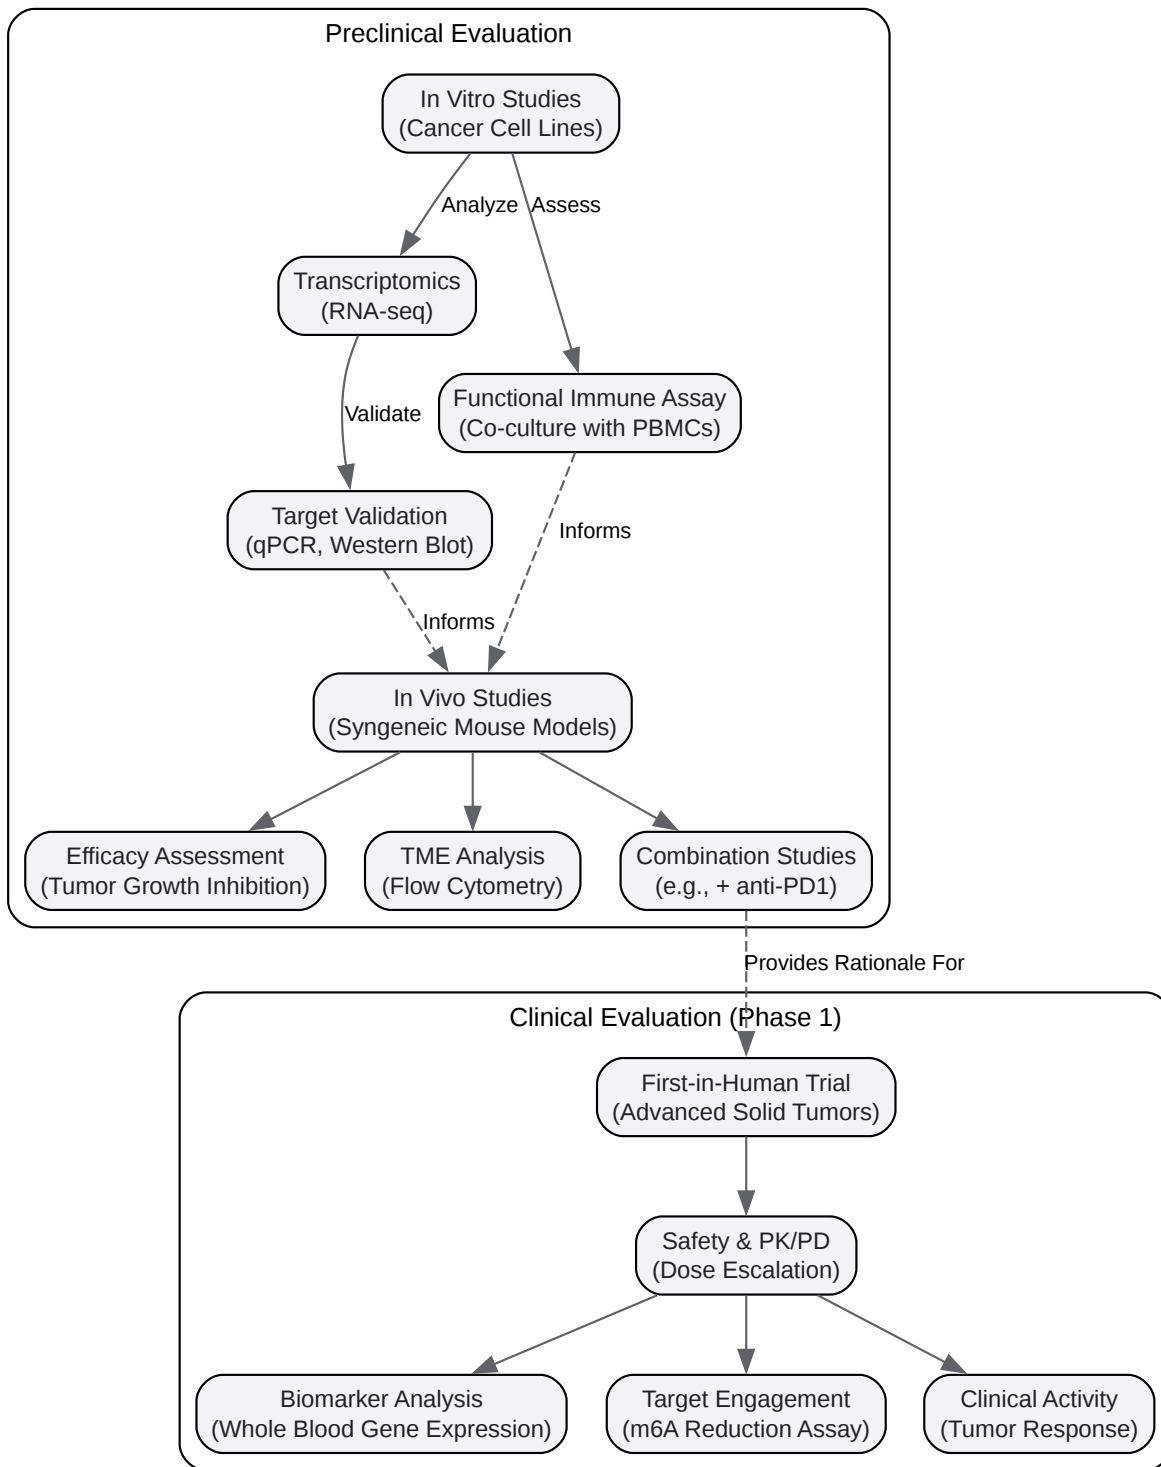 Preclinical Evaluation
In Vitro Studies
(Cancer Cell Lines)
Analyze
Assess
Transcriptomics
(RNA-seq)
Functional Immune Assay
(Co-culture with PBMCs)
Validate
Target Validation
(qPCR, Western Blot)
Informs
Informs
In Vivo Studies
(Syngeneic Mouse Models)
Efficacy Assessment
(Tumor Growth Inhibition)
TME Analysis
(Flow Cytometry)
Combination Studies
(e.g., + anti-PD1)
Provides Rationale For
Clinical Evaluation (Phase 1)
First-in-Human Trial
(Advanced Solid Tumors)
Safety & PK/PD
(Dose Escalation)
Biomarker Analysis
(Whole Blood Gene Expression)
Target Engagement
(m6A Reduction Assay)
Clinical Activity
(Tumor Response)